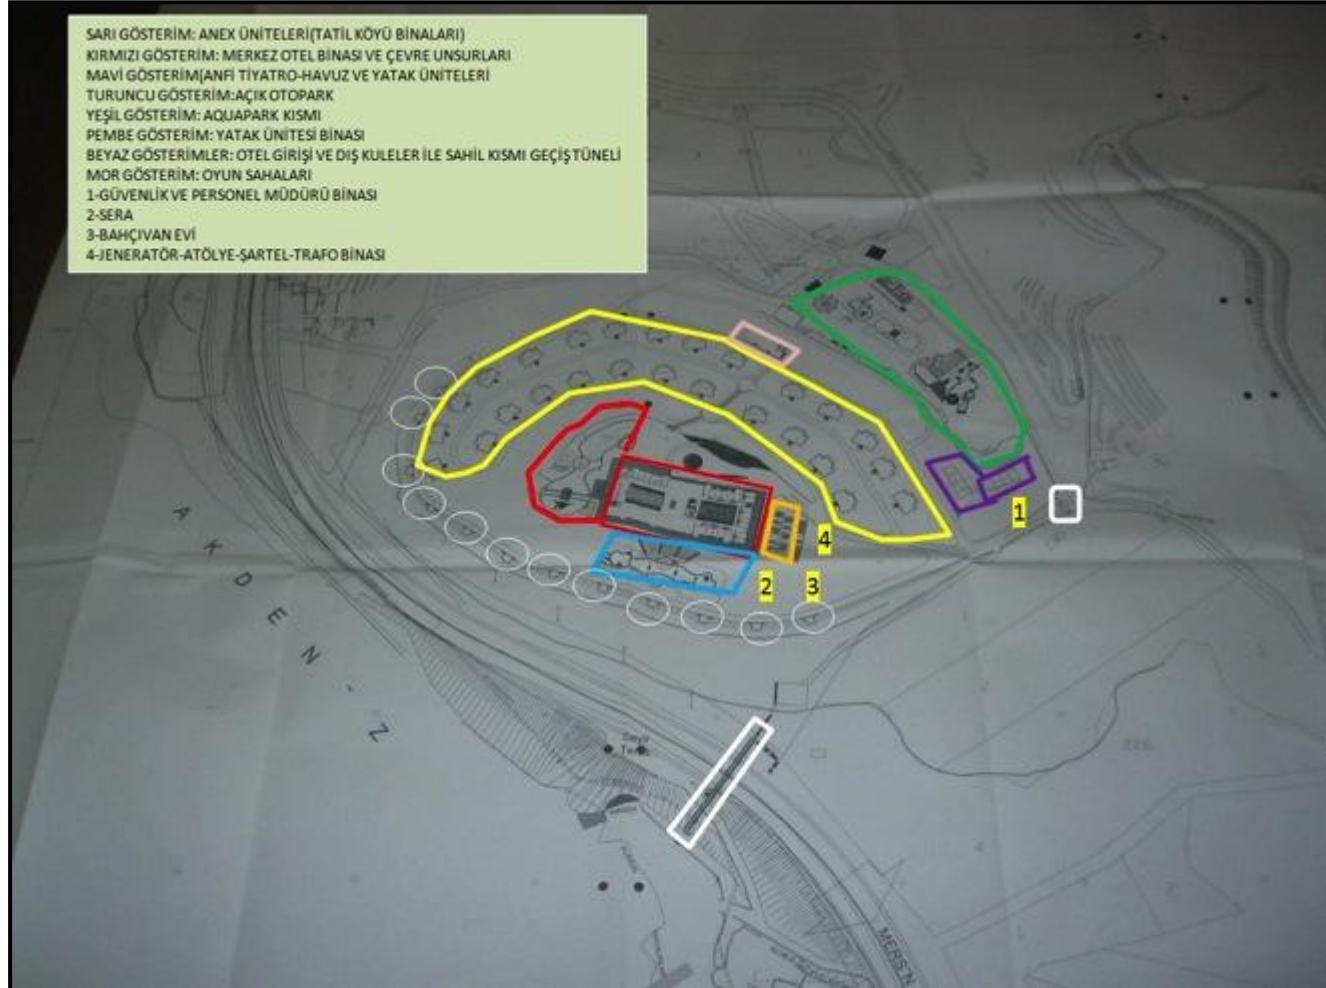 SARI GÖSTERİM: ANEX ÜNİTELERİ(TATİL KÖYÜ BİNALARI)
KIRMIZI GÖSTERİM: MERKEZ OTEL BİNASI VE ÇEVRE UNSURLARI
MAVİ GÖSTERİM(ANFİ TİYATRO-HAVUZ VE YATAK ÜNİTELERİ
TURUNCU GÖSTERİM:AÇIK OTOPARK
YEŞİL GÖSTERİM: AQUAPARK KISMI
PEMBE GÖSTERİM: YATAK ÜNİTESİ BİNASI
BEYAZ GÖSTERİMLER: OTEL GİRİŞİ VE DIŞ KULELER İLE SAHİL KISMI GEÇİŞ TÜNELİ
MOR GÖSTERİM: OYUN SAHALARI
1-GÜVENLİK VE PERSONEL MÜDÜRÜ BİNASI
2-SERA
3-BAHÇIVAN EVİ
4-JENERATÖR-ATÖLYE-ŞARTEL-TRAFO BİNASI
1
4
2
3
AKDEN-Z
MERS'N